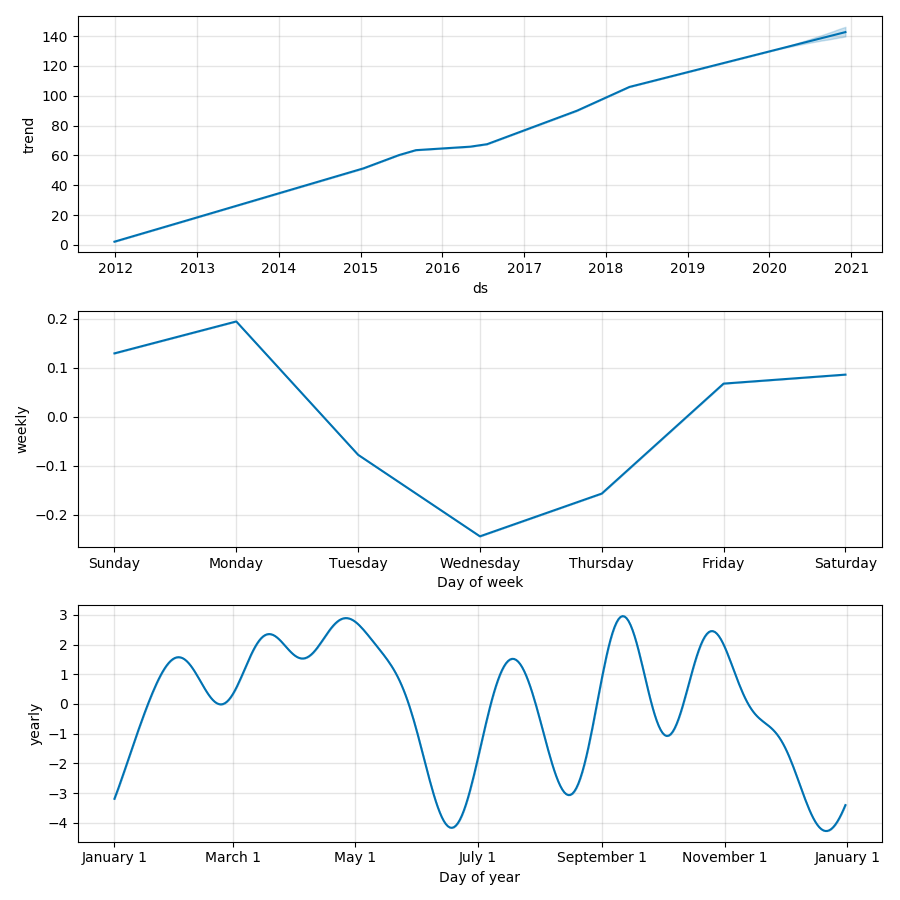 140
120
100
80
60
40
20
0
trend
2012 2013 2014 2015 2016 2017 2018 2019 2020 2021
ds
0.2
0.1
0.0
−0.1
−0.2
weekly
Sunday Monday Tuesday Wednesday Thursday Friday Saturday
Day of week
3
2
1
0
−1
−2
−3
−4
yearly
January 1 March 1 May 1 July 1 September 1 November 1 January 1
Day of year